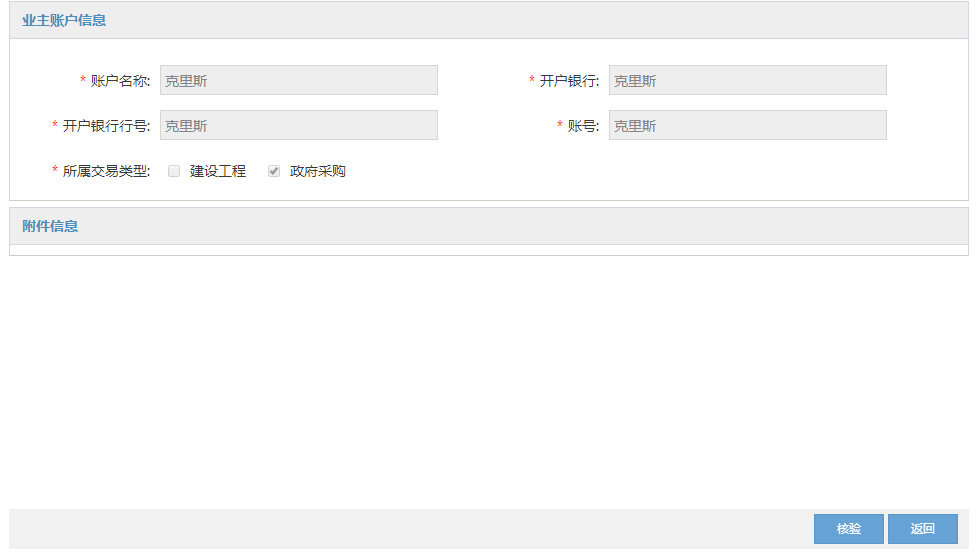 业主账户信息
* 账户名称: 克里斯 * 开户银行: 克里斯
* 开户银行行号: 克里斯 * 账号: 克里斯
* 所属交易类型: 建设工程 政府采购
附件信息
核验 返回